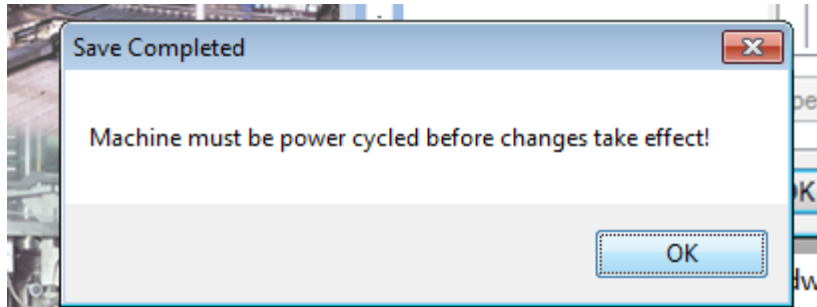 Save Completed
Machine must be power cycled before changes take effect!
OK